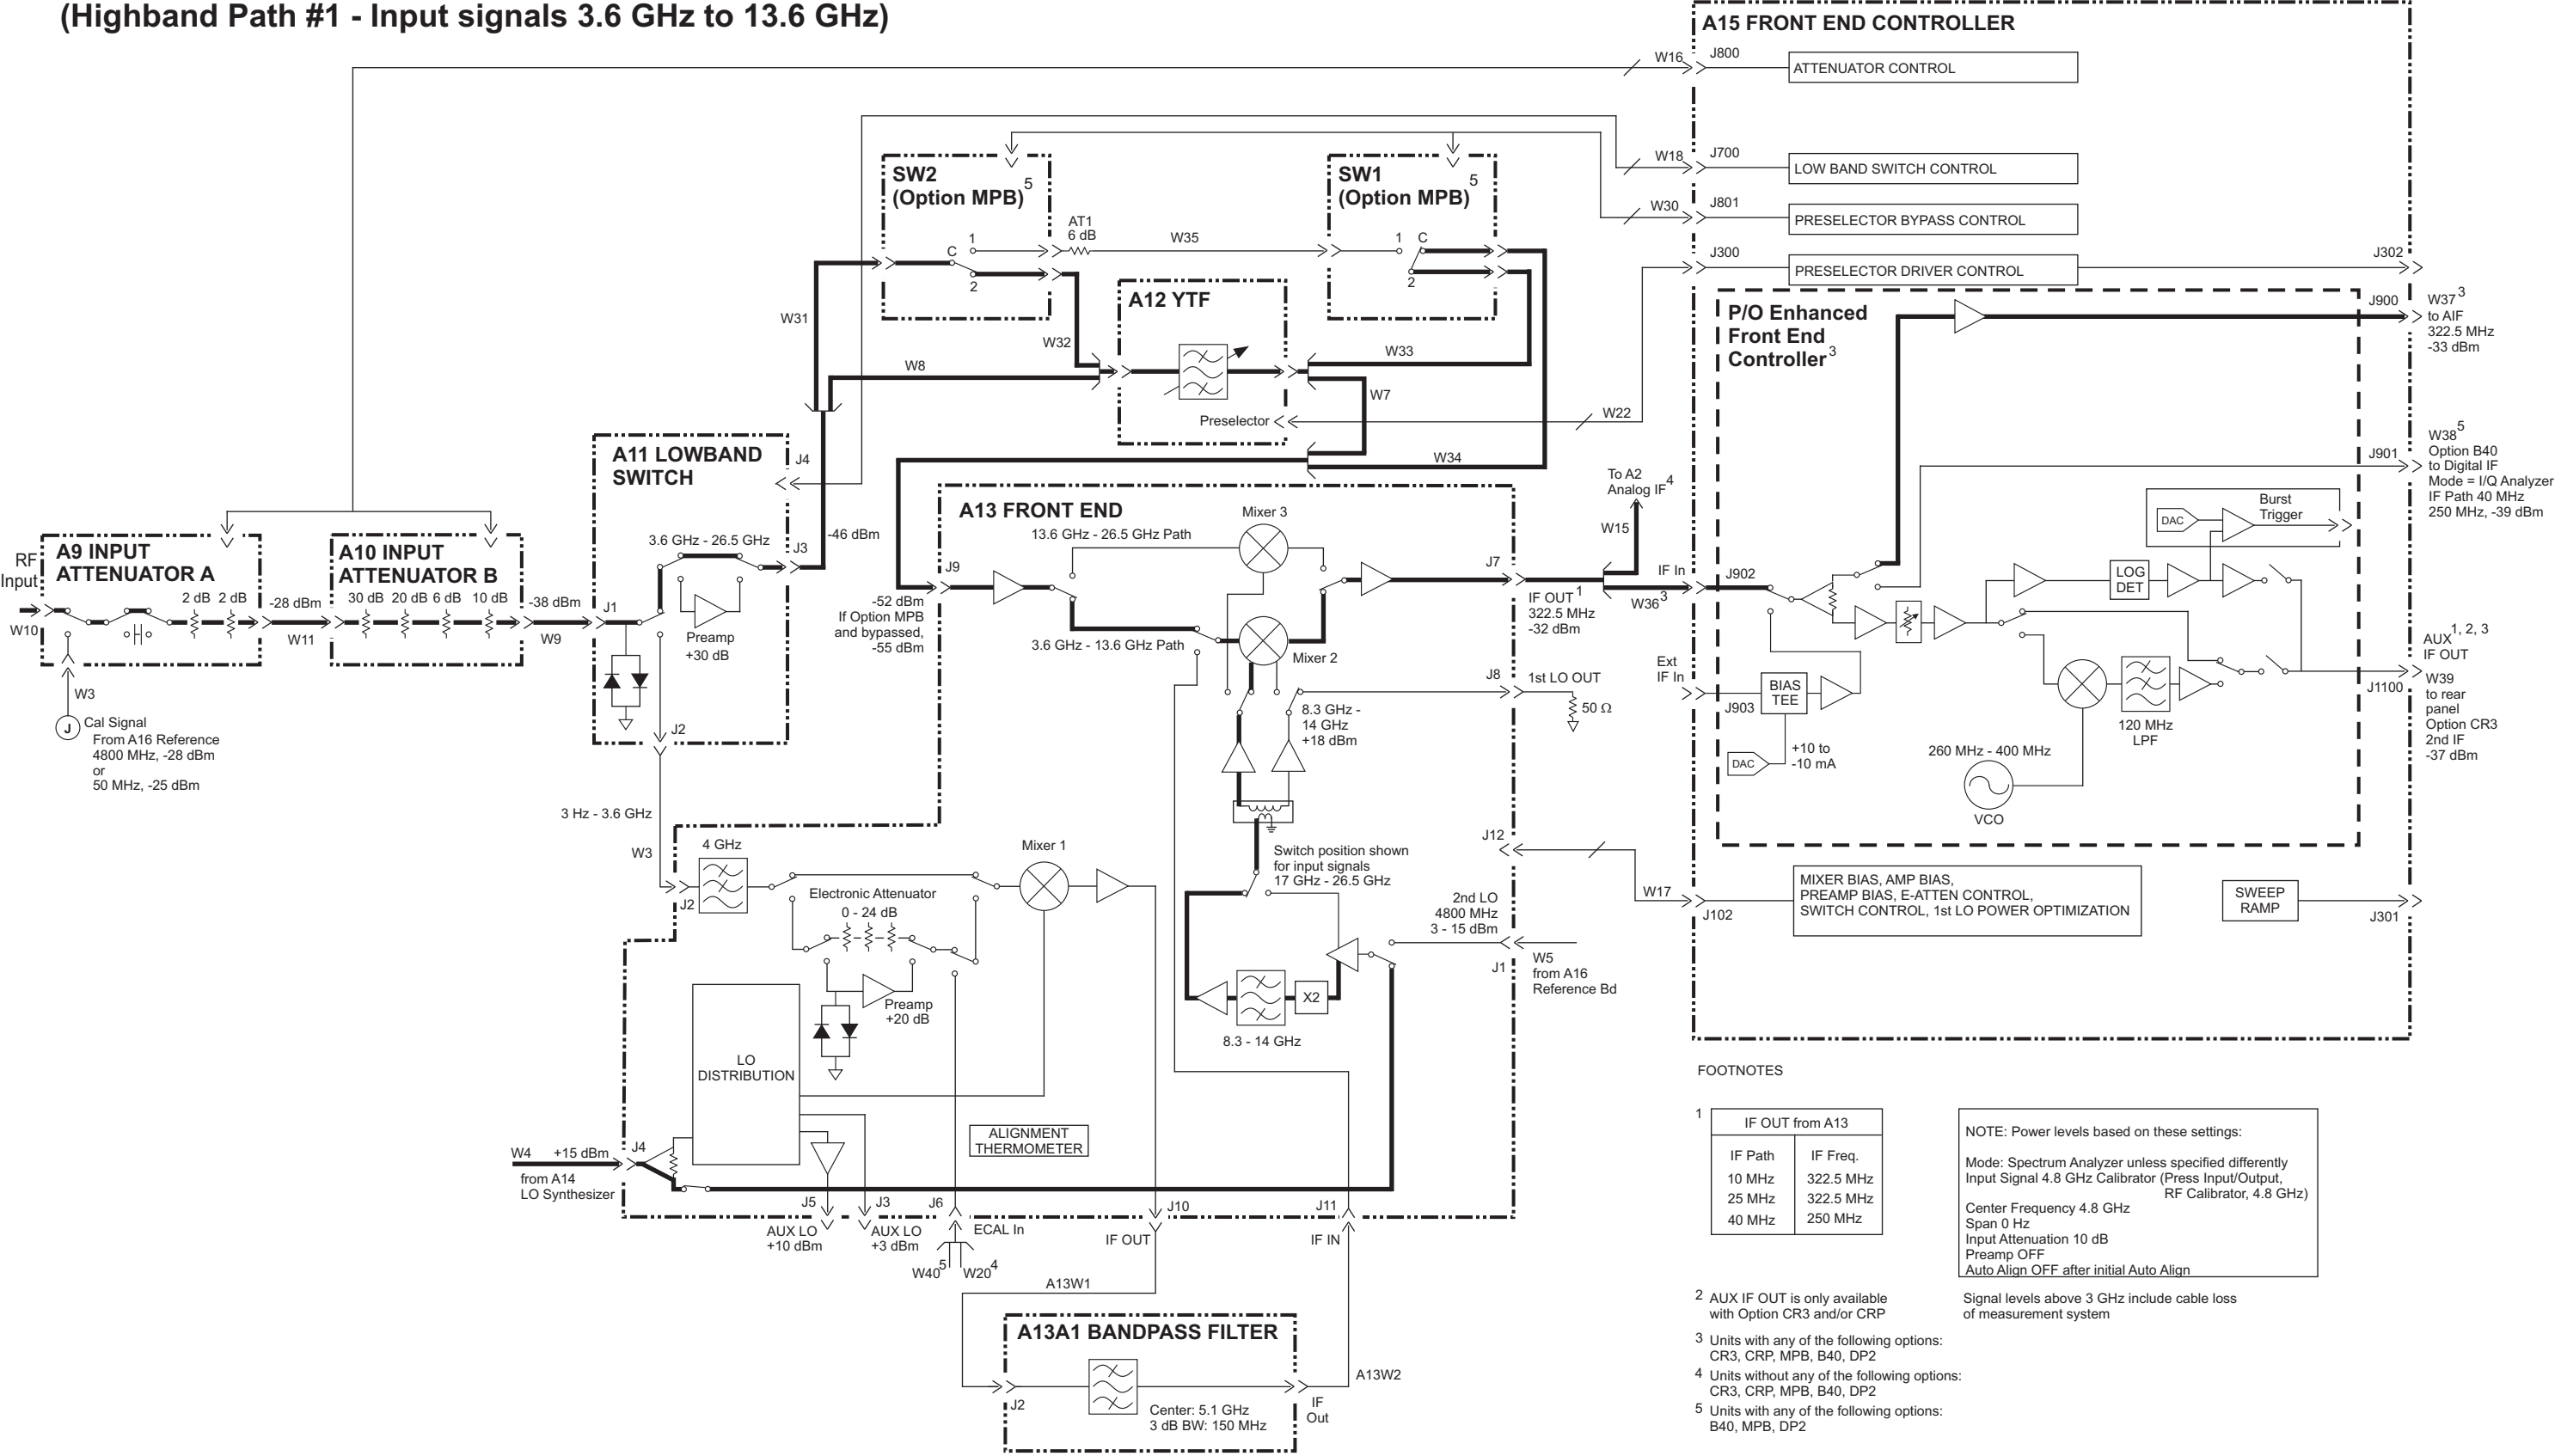 (Highband Path #1 - Input signals 3.6 GHz to 13.6 GHz)
A15 FRONT END CONTROLLER
W16
J800
ATTENUATOR CONTROL
W18
J700
LOW BAND SWITCH CONTROL
W30
J801
PRESELECTOR BYPASS CONTROL
J300
PRESELECTOR DRIVER CONTROL
J302
SW2
(Option MPB)5
C
1
2
AT1
6 dB
W35
SW1
(Option MPB)5
1
C
2
W31
W32
A12 YTF
Preselector
W33
W8
W7
W22
W34
P/O Enhanced
Front End
Controller3
J900
W37 3
to AIF
322.5 MHz
-33 dBm
J901
W38 5
Option B40
to Digital IF
Mode = I/Q Analyzer
IF Path 40 MHz
250 MHz, -39 dBm
Burst
Trigger
DAC
LOG
DET
J902
IF In
W36 3
Ext
IF In
J903
BIAS
TEE
DAC
+10 to
-10 mA
260 MHz - 400 MHz
VCO
120 MHz
LPF
AUX 1, 2, 3
IF OUT
J1100
W39
to rear
panel
Option CR3
2nd IF
-37 dBm
RF
Input
W10
A9 INPUT
ATTENUATOR A
2 dB 2 dB
-28 dBm
W11
A10 INPUT
ATTENUATOR B
30 dB 20 dB 6 dB 10 dB
-38 dBm
W9
W3
J
Cal Signal
From A16 Reference
4800 MHz, -28 dBm
or
50 MHz, -25 dBm
A11 LOWBAND
SWITCH
J4
3.6 GHz - 26.5 GHz
J3
-46 dBm
J1
Preamp
+30 dB
J2
3 Hz - 3.6 GHz
W3
A13 FRONT END
J9
-52 dBm
If Option MPB
and bypassed,
-55 dBm
13.6 GHz - 26.5 GHz Path
Mixer 3
3.6 GHz - 13.6 GHz Path
Mixer 2
J7
IF OUT 1
322.5 MHz
-32 dBm
To A2
Analog IF4
W15
J8
1st LO OUT
50 Ω
8.3 GHz -
14 GHz
+18 dBm
Switch position shown
for input signals
17 GHz - 26.5 GHz
J12
W17
J102
MIXER BIAS, AMP BIAS,
PREAMP BIAS, E-ATTEN CONTROL,
SWITCH CONTROL, 1st LO POWER OPTIMIZATION
SWEEP
RAMP
J301
2nd LO
4800 MHz
3 - 15 dBm
J1
W5
from A16
Reference Bd
X2
8.3 - 14 GHz
J2
4 GHz
Electronic Attenuator
0 - 24 dB
Preamp
+20 dB
Mixer 1
LO
DISTRIBUTION
ALIGNMENT
THERMOMETER
W4 +15 dBm
from A14
LO Synthesizer
J4
J5
AUX LO
+10 dBm
J3
AUX LO
+3 dBm
J6
ECAL In
W40 5
W20 4
J10
IF OUT
J11
IF IN
A13W1
A13A1 BANDPASS FILTER
J2
Center: 5.1 GHz
3 dB BW: 150 MHz
IF
Out
A13W2
FOOTNOTES
1
IF OUT from A13
IF Path IF Freq.
10 MHz 322.5 MHz
25 MHz 322.5 MHz
40 MHz 250 MHz
NOTE: Power levels based on these settings:
Mode: Spectrum Analyzer unless specified differently
Input Signal 4.8 GHz Calibrator (Press Input/Output,
RF Calibrator, 4.8 GHz)
Center Frequency 4.8 GHz
Span 0 Hz
Input Attenuation 10 dB
Preamp OFF
Auto Align OFF after initial Auto Align
Signal levels above 3 GHz include cable loss
of measurement system
2 AUX IF OUT is only available
with Option CR3 and/or CRP
3 Units with any of the following options:
CR3, CRP, MPB, B40, DP2
4 Units without any of the following options:
CR3, CRP, MPB, B40, DP2
5 Units with any of the following options:
B40, MPB, DP2